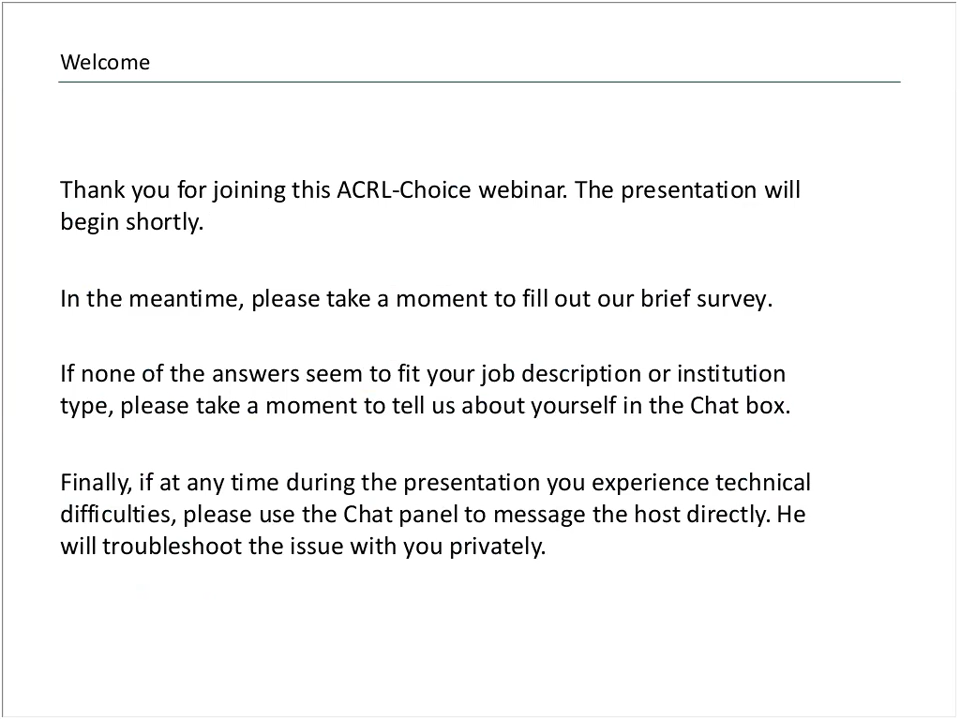 Welcome
Thank you for joining this ACRL-Choice webinar. The presentation will
begin shortly.
In the meantime, please take a moment to fill out our brief survey.
If none of the answers seem to fit your job description or institution
type, please take a moment to tell us about yourself in the Chat box.
Finally, if at any time during the presentation you experience technical
difficulties, please use the Chat panel to message the host directly. He
will troubleshoot the issue with you privately.